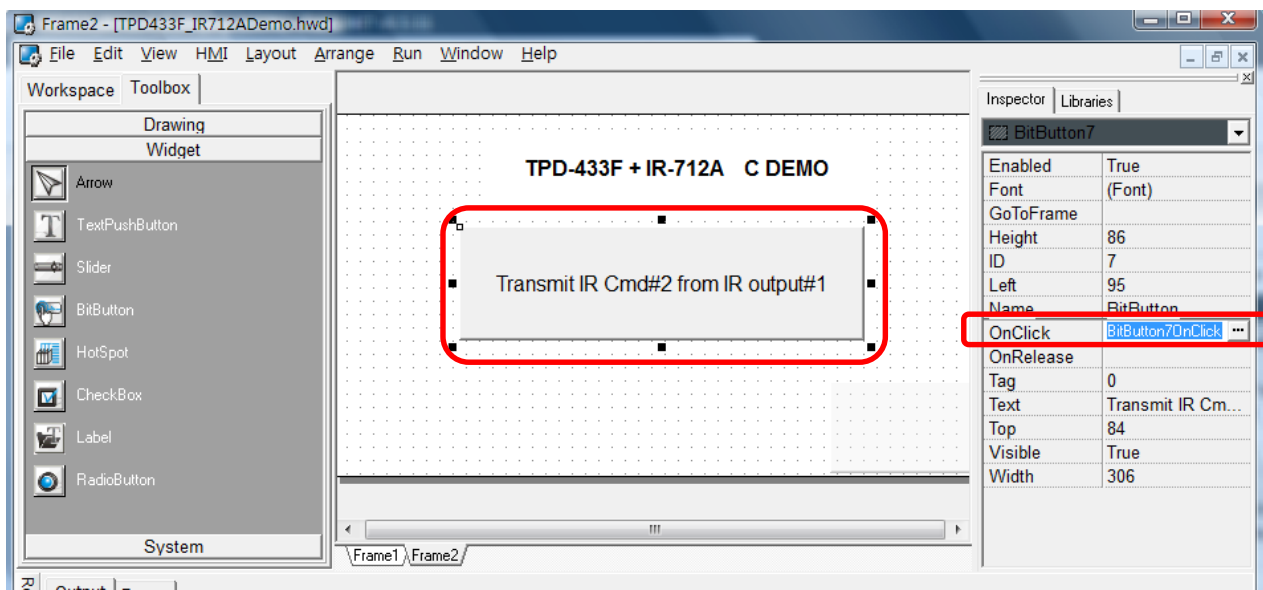 Frame2 - [TPD433F_IR712ADemo.hwd]
File Edit View HMI Layout Arrange Run Window Help
Workspace Toolbox
Drawing
Widget
Arrow
TextPushButton
Slider
BitButton
HotSpot
CheckBox
Label
RadioButton
System
TPD-433F + IR-712A C DEMO
Transmit IR Cmd#2 from IR output#1
Frame1 Frame2
Inspector Libraries
BitButton7
Enabled True
Font (Font)
GoToFrame
Height 86
ID 7
Left 95
Name BitButton
OnClick BitButton7OnClick ...
OnRelease
Tag 0
Text Transmit IR Cm...
Top 84
Visible True
Width 306
Output